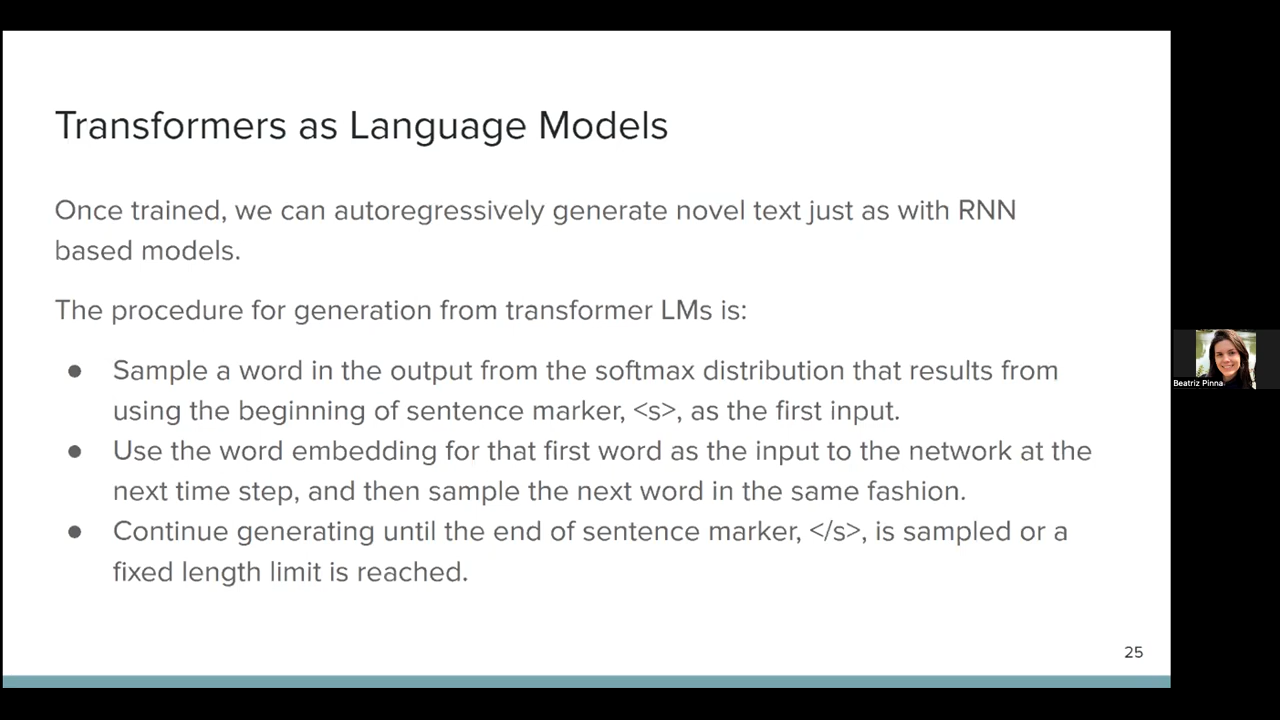 Transformers as Language Models
Once trained, we can autoregressively generate novel text just as with RNN
based models.
The procedure for generation from transformer LMs is:
● Sample a word in the output from the softmax distribution that results from
using the beginning of sentence marker, <s>, as the first input.
● Use the word embedding for that first word as the input to the network at the
next time step, and then sample the next word in the same fashion.
● Continue generating until the end of sentence marker, </s>, is sampled or a
fixed length limit is reached.
25
Beatriz Pinna